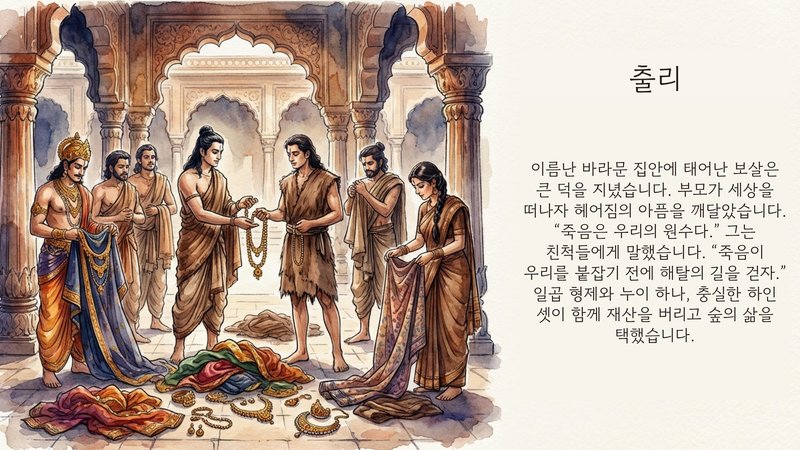 출리
이름난 바라문 집안에 태어난 보살은
큰 덕을 지녔습니다. 부모가 세상을
떠나자 헤어짐의 아픔을 깨달았습니다.
“죽음은 우리의 원수다.” 그는
친척들에게 말했습니다. “죽음이
우리를 붙잡기 전에 해탈의 길을 걷자.”
일곱 형제와 누이 하나, 충실한 하인
셋이 함께 재산을 버리고 숲의 삶을
택했습니다.